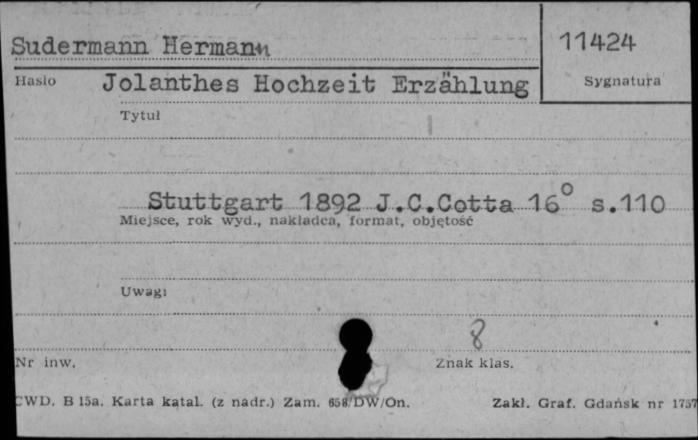 Sudermann Hermann
11424
Hasło
Jolanthes Hochzeit Erzählung
Sygnatura
Tytuł
Stuttgart 1892 J.C.Cotta 16° s.110
Miejsce, rok wyd., nakładca, format, objętość
Uwagi
8
Nr inw.
Znak klas.
CWD. B 15a. Karta katal. (z nadr.) Zam. 658/DW/On.
Zakł. Graf. Gdańsk nr 1757